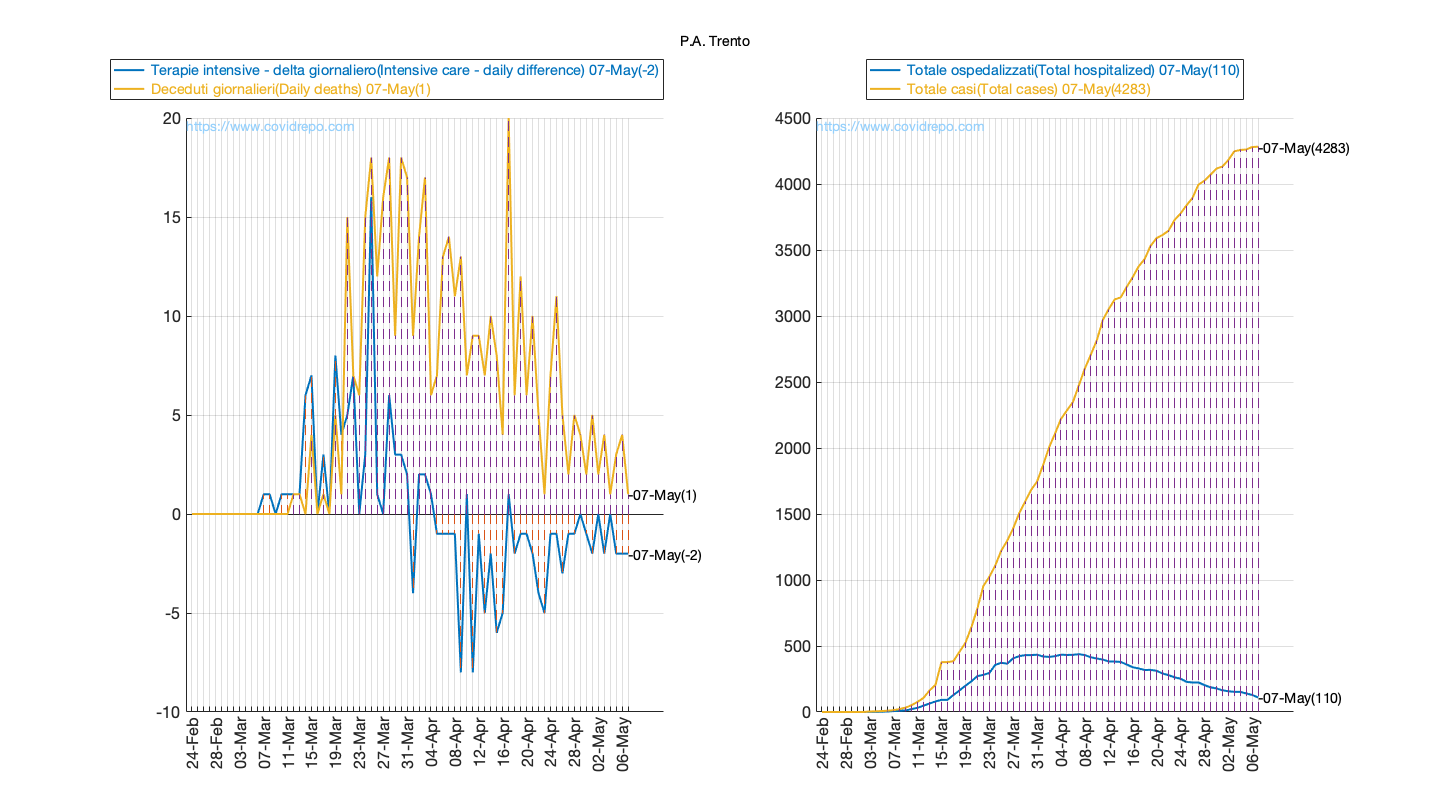 P.A. Trento
Terapie intensive - delta giornaliero(Intensive care - daily difference) 07-May(-2)
Deceduti giornalieri(Daily deaths) 07-May(1)
https://www.covidrepo.com
20
15
10
5
0
-5
-10
-07-May(1)
-07-May(-2)
24-Feb
28-Feb
03-Mar
07-Mar
11-Mar
15-Mar
19-Mar
23-Mar
27-Mar
31-Mar
04-Apr
08-Apr
12-Apr
16-Apr
20-Apr
24-Apr
28-Apr
02-May
06-May
Totale ospedalizzati(Total hospitalized) 07-May(110)
Totale casi(Total cases) 07-May(4283)
https://www.covidrepo.com
4500
4000
3500
3000
2500
2000
1500
1000
500
0
-07-May(4283)
-07-May(110)
24-Feb
28-Feb
03-Mar
07-Mar
11-Mar
15-Mar
19-Mar
23-Mar
27-Mar
31-Mar
04-Apr
08-Apr
12-Apr
16-Apr
20-Apr
24-Apr
28-Apr
02-May
06-May